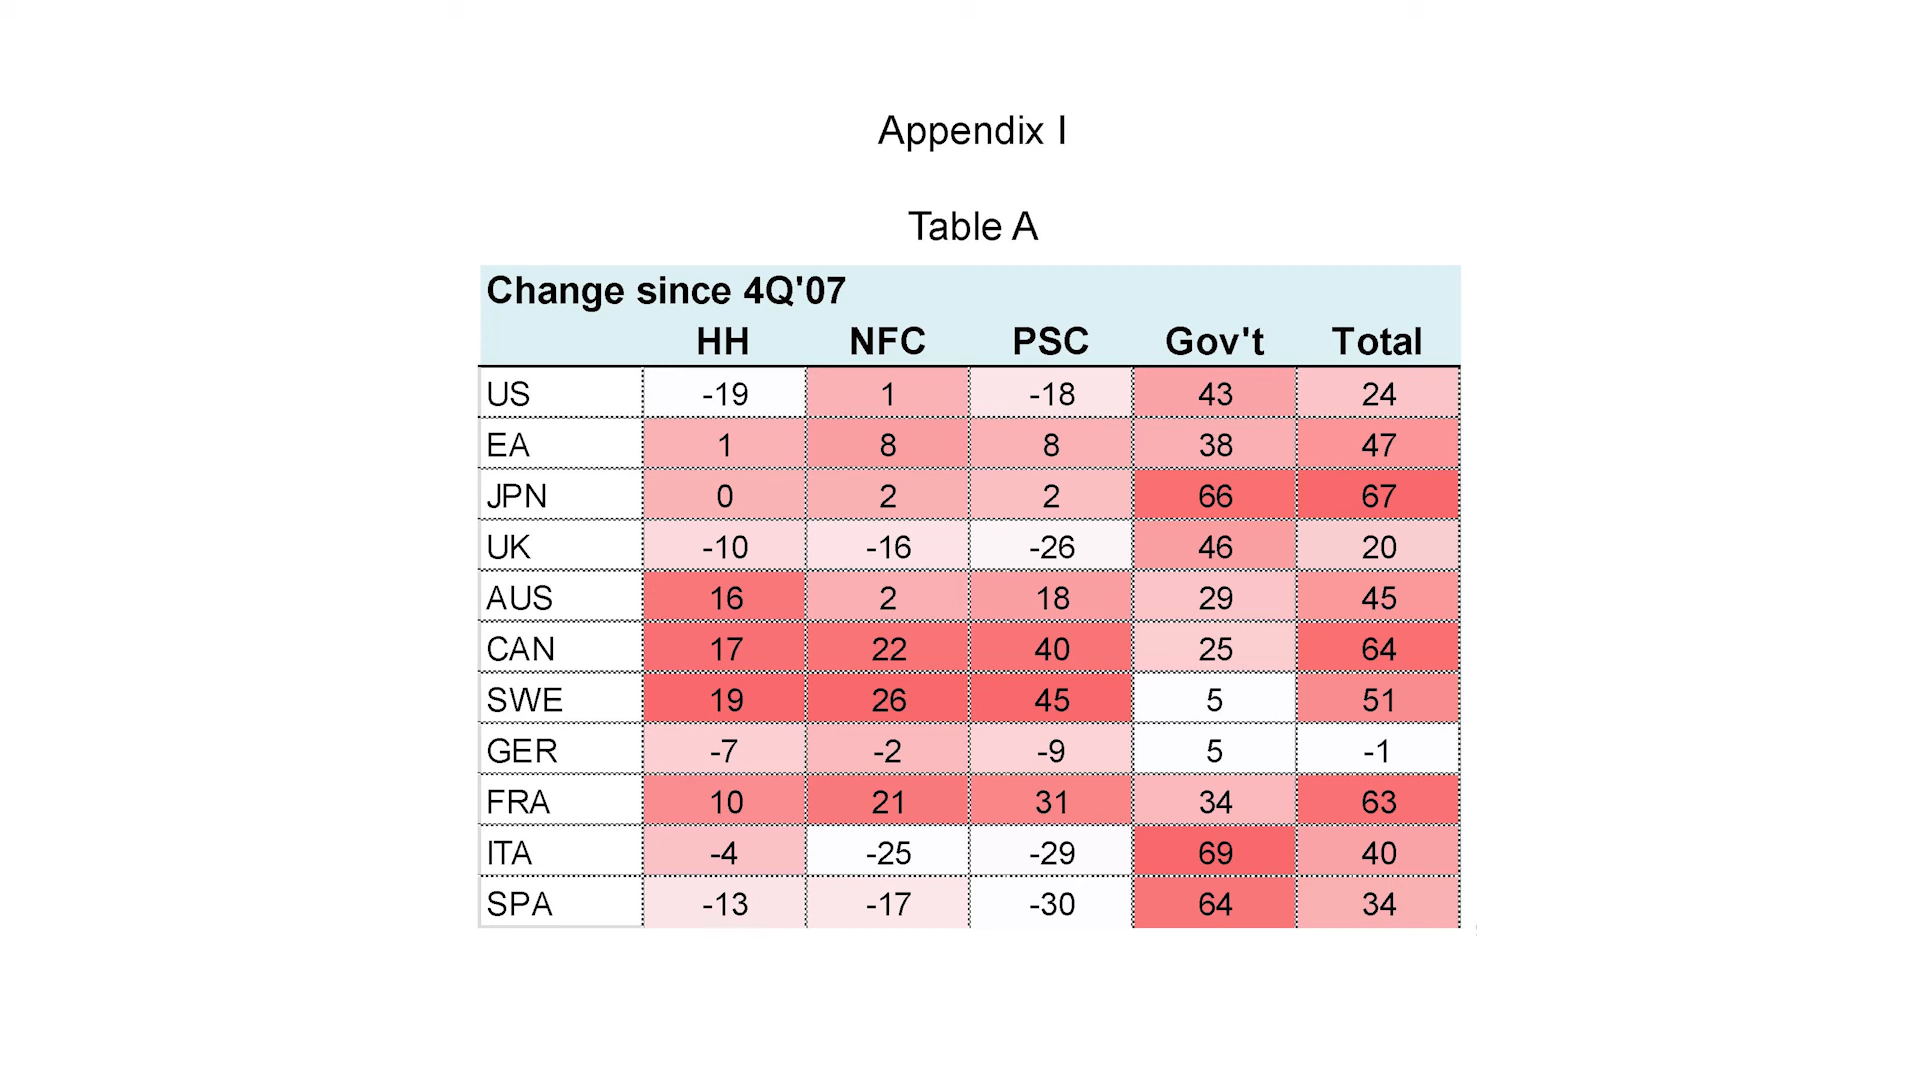 Appendix I
Table A
Change since 4Q'07
HH NFC PSC Gov't Total
US -19 1 -18 43 24
EA 1 8 8 38 47
JPN 0 2 2 66 67
UK -10 -16 -26 46 20
AUS 16 2 18 29 45
CAN 17 22 40 25 64
SWE 19 26 45 5 51
GER -7 -2 -9 5 -1
FRA 10 21 31 34 63
ITA -4 -25 -29 69 40
SPA -13 -17 -30 64 34